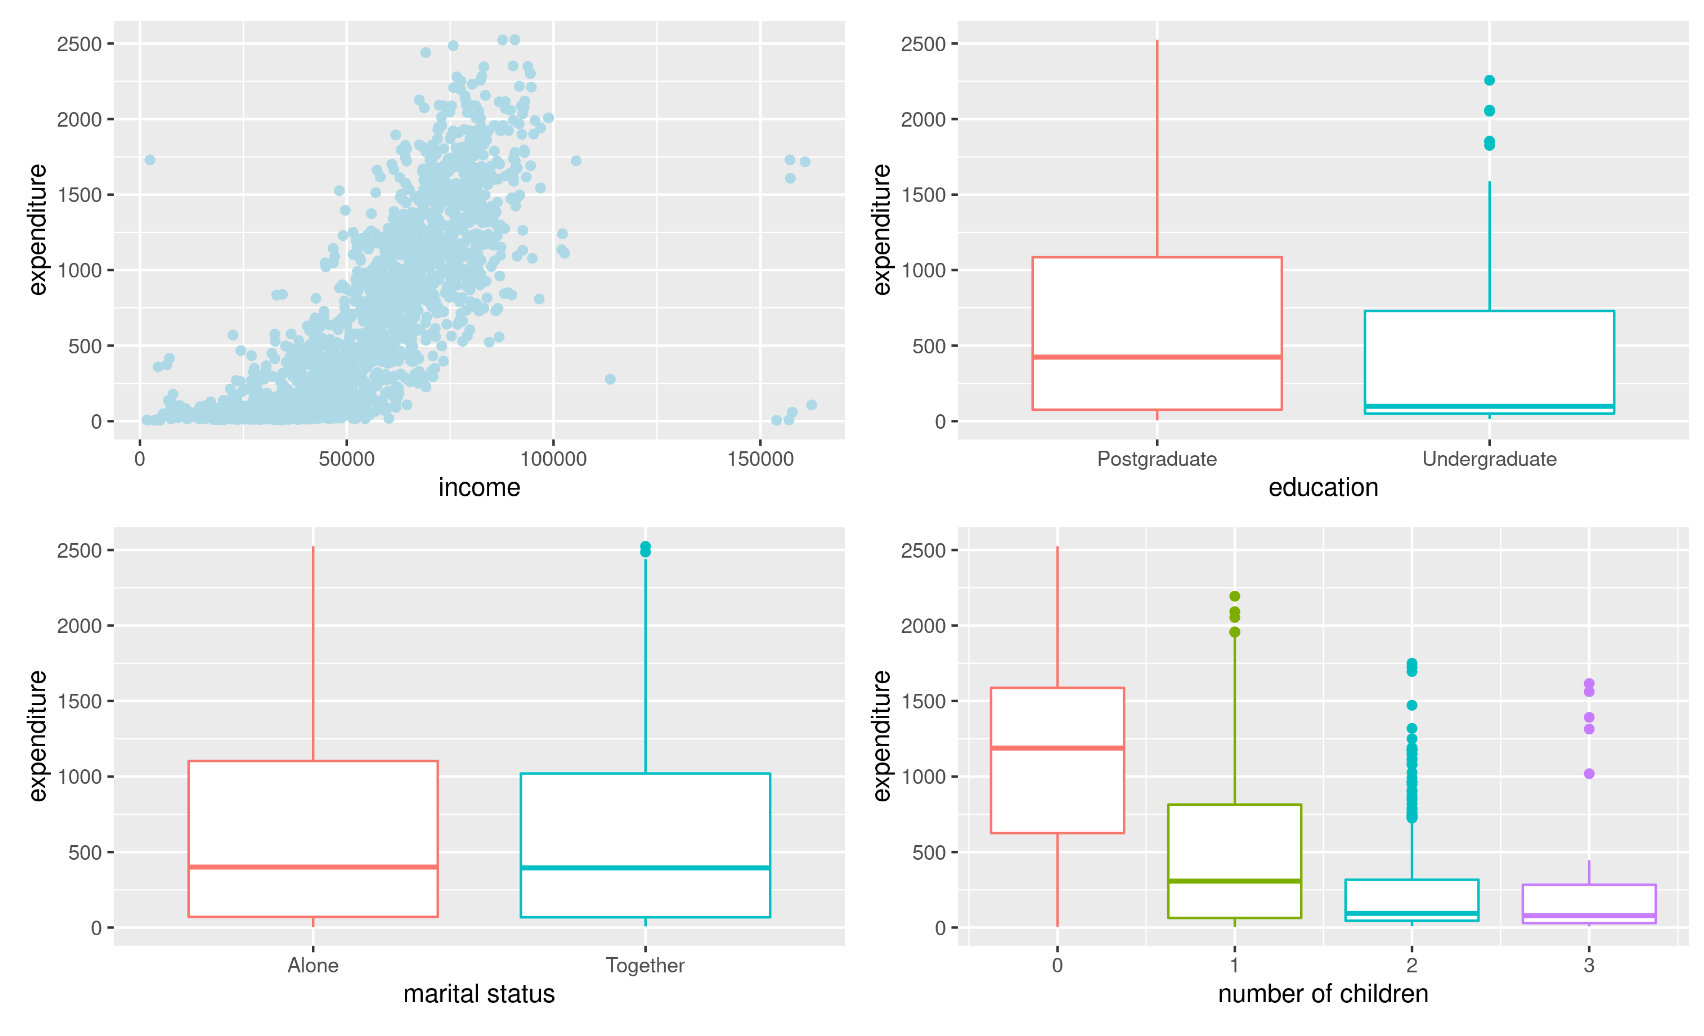 2500
2000
1500
1000
500
0
expenditure
0 50000 100000 150000
income
2500
2000
1500
1000
500
0
expenditure
Postgraduate Undergraduate
education
2500
2000
1500
1000
500
0
expenditure
Alone Together
marital status
2500
2000
1500
1000
500
0
expenditure
0 1 2 3
number of children